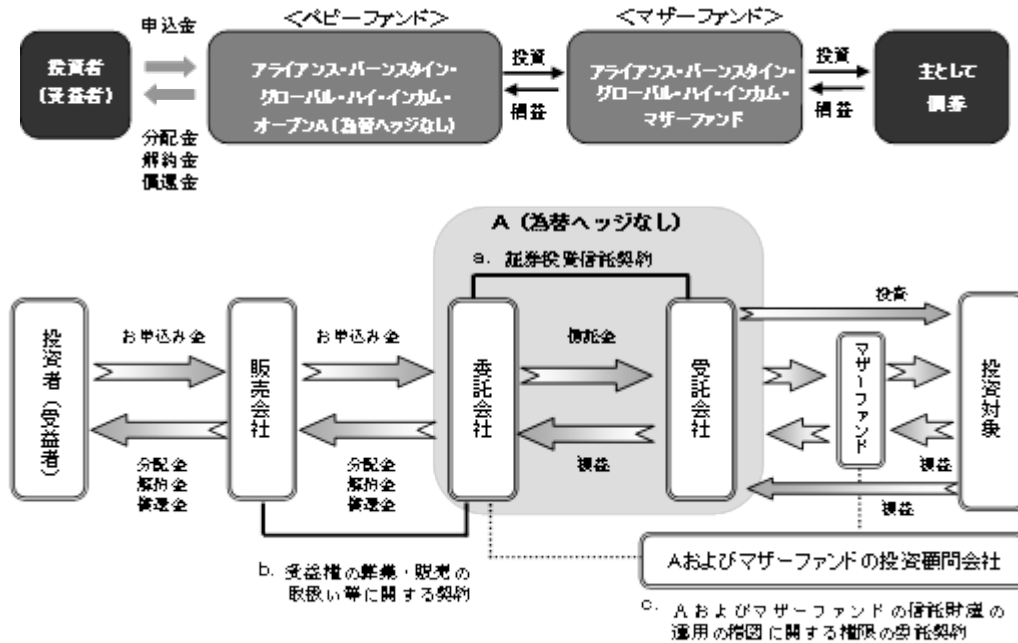 ＜ベビーファンド＞
＜マザーファンド＞
申込金
投資者
(受益者)
分配金
解約金
償還金
アライアンス・バーンスタイン・
グローバル・ハイ・インカム・
オープンA(為替ヘッジなし)
投資
損益
アライアンス・バーンスタイン・
グローバル・ハイ・インカム・
マザーファンド
投資
損益
主として
債券
A（為替ヘッジなし）
a. 証券投資信託契約
投資者（受益者）
お申込み金
分配金
解約金
償還金
販売会社
お申込み金
分配金
解約金
償還金
委託会社
信託金
損益
受託会社
投資
マザーファンド
損益
損益
投資対象
b. 受益権の募集・販売の
取扱い等に関する契約
Aおよびマザーファンドの投資顧問会社
c. Aおよびマザーファンドの信託財産の
運用の指図に関する権限の委託契約